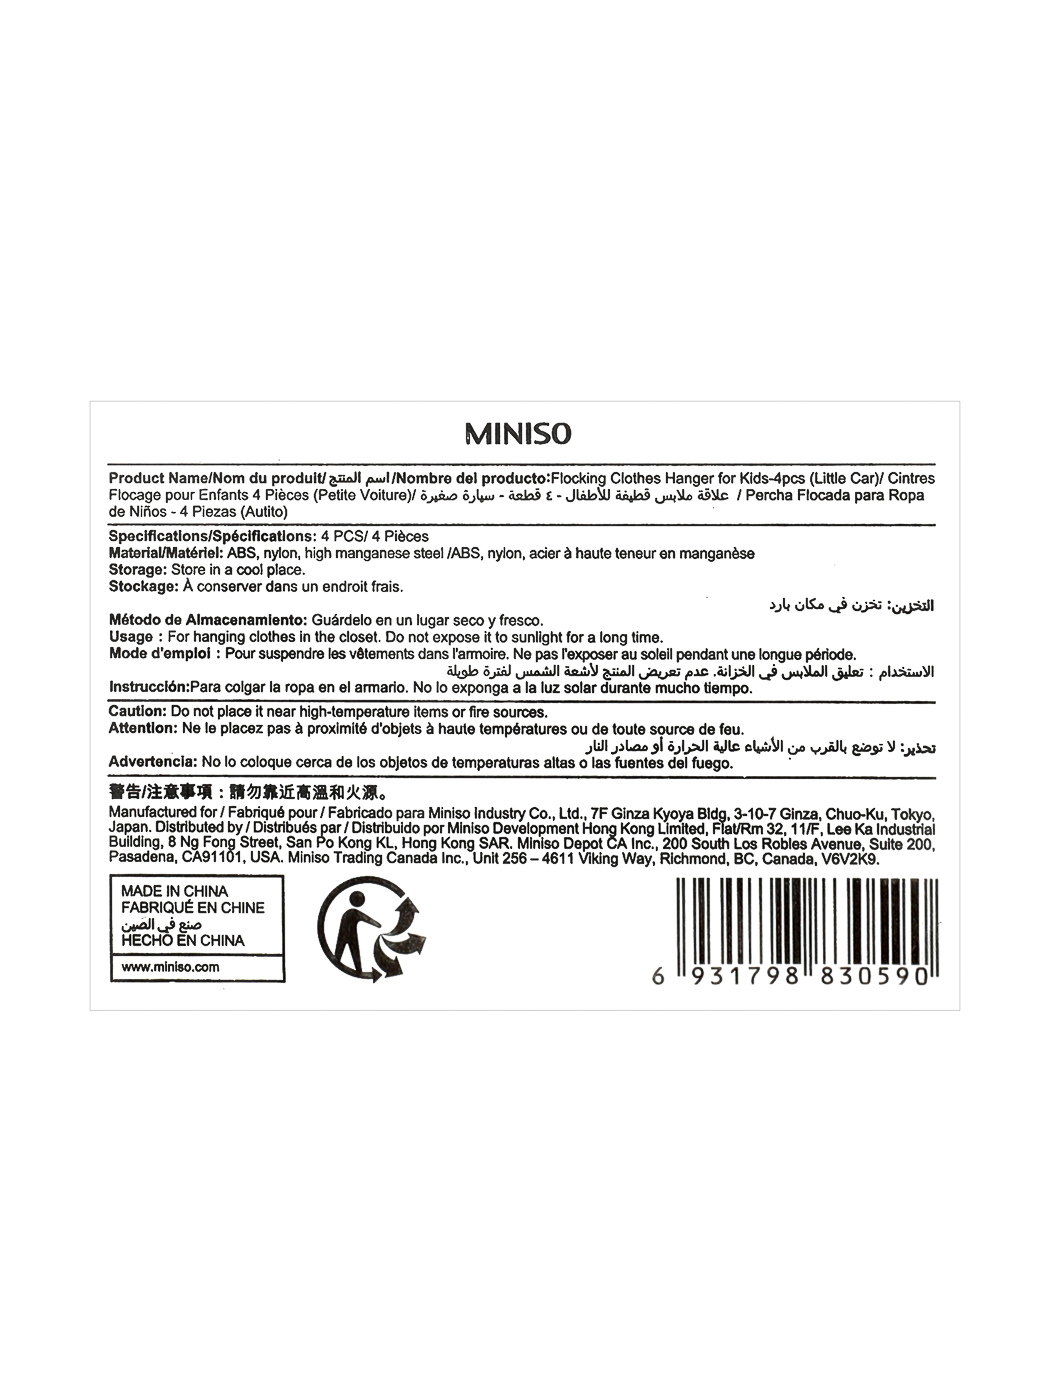 MINISO
Product Name/Nom du produit/اسم المنتج/Nombre del producto:Flocking Clothes Hanger for Kids-4pcs (Little Car)/ Cintres
Flocage pour Enfants 4 Pièces (Petite Voiture)/ علاقة ملابس قطيفة للأطفال - ٤ قطعة - سيارة صغيرة / Percha Flocada para Ropa
de Niños - 4 Piezas (Autito)
Specifications/Spécifications: 4 PCS/ 4 Pièces
Material/Matériel: ABS, nylon, high manganese steel /ABS, nylon, acier à haute teneur en manganèse
Storage: Store in a cool place.
Stockage: À conserver dans un endroit frais.
التخزين: تخزن في مكان بارد
Método de Almacenamiento: Guárdelo en un lugar seco y fresco.
Usage : For hanging clothes in the closet. Do not expose it to sunlight for a long time.
Mode d'emploi : Pour suspendre les vêtements dans l'armoire. Ne pas l'exposer au soleil pendant une longue période.
الاستخدام : تعليق الملابس في الخزانة. عدم تعريض المنتج لأشعة الشمس لفترة طويلة
Instrucción:Para colgar la ropa en el armario. No lo exponga a la luz solar durante mucho tiempo.
Caution: Do not place it near high-temperature items or fire sources.
Attention: Ne le placez pas à proximité d'objets à haute températures ou de toute source de feu.
تحذير: لا توضع بالقرب من الأشياء عالية الحرارة أو مصادر النار
Advertencia: No lo coloque cerca de los objetos de temperaturas altas o las fuentes del fuego.
警告/注意事項：請勿靠近高溫和火源。
Manufactured for / Fabriqué pour / Fabricado para Miniso Industry Co., Ltd., 7F Ginza Kyoya Bldg, 3-10-7 Ginza, Chuo-Ku, Tokyo,
Japan. Distributed by / Distribués par / Distribuido por Miniso Development Hong Kong Limited, Flat/Rm 32, 11/F, Lee Ka Industrial
Building, 8 Ng Fong Street, San Po Kong KL, Hong Kong SAR. Miniso Depot CA Inc., 200 South Los Robles Avenue, Suite 200,
Pasadena, CA91101, USA. Miniso Trading Canada Inc., Unit 256 – 4611 Viking Way, Richmond, BC, Canada, V6V2K9.
MADE IN CHINA
FABRIQUÉ EN CHINE
صنع في الصين
HECHO EN CHINA
www.miniso.com
6 931798 830590